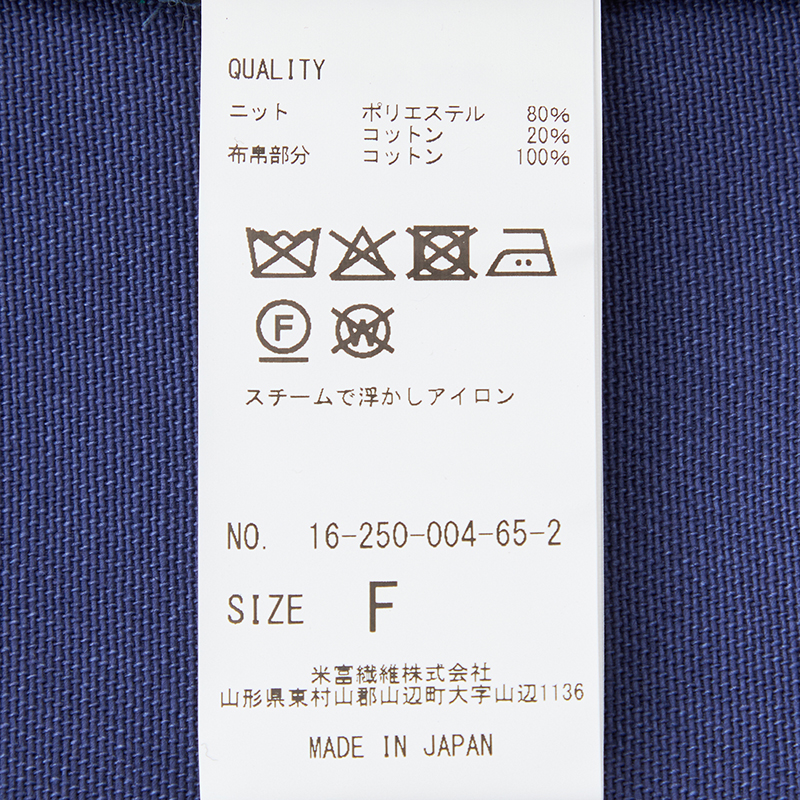 QUALITY
ニット ポリエステル 80%
コットン 20%
布帛部分 コットン 100%
F W
スチームで浮かしアイロン
NO. 16-250-004-65-2
SIZE F
米富繊維株式会社
山形県東村山郡山辺町大字山辺1136
MADE IN JAPAN